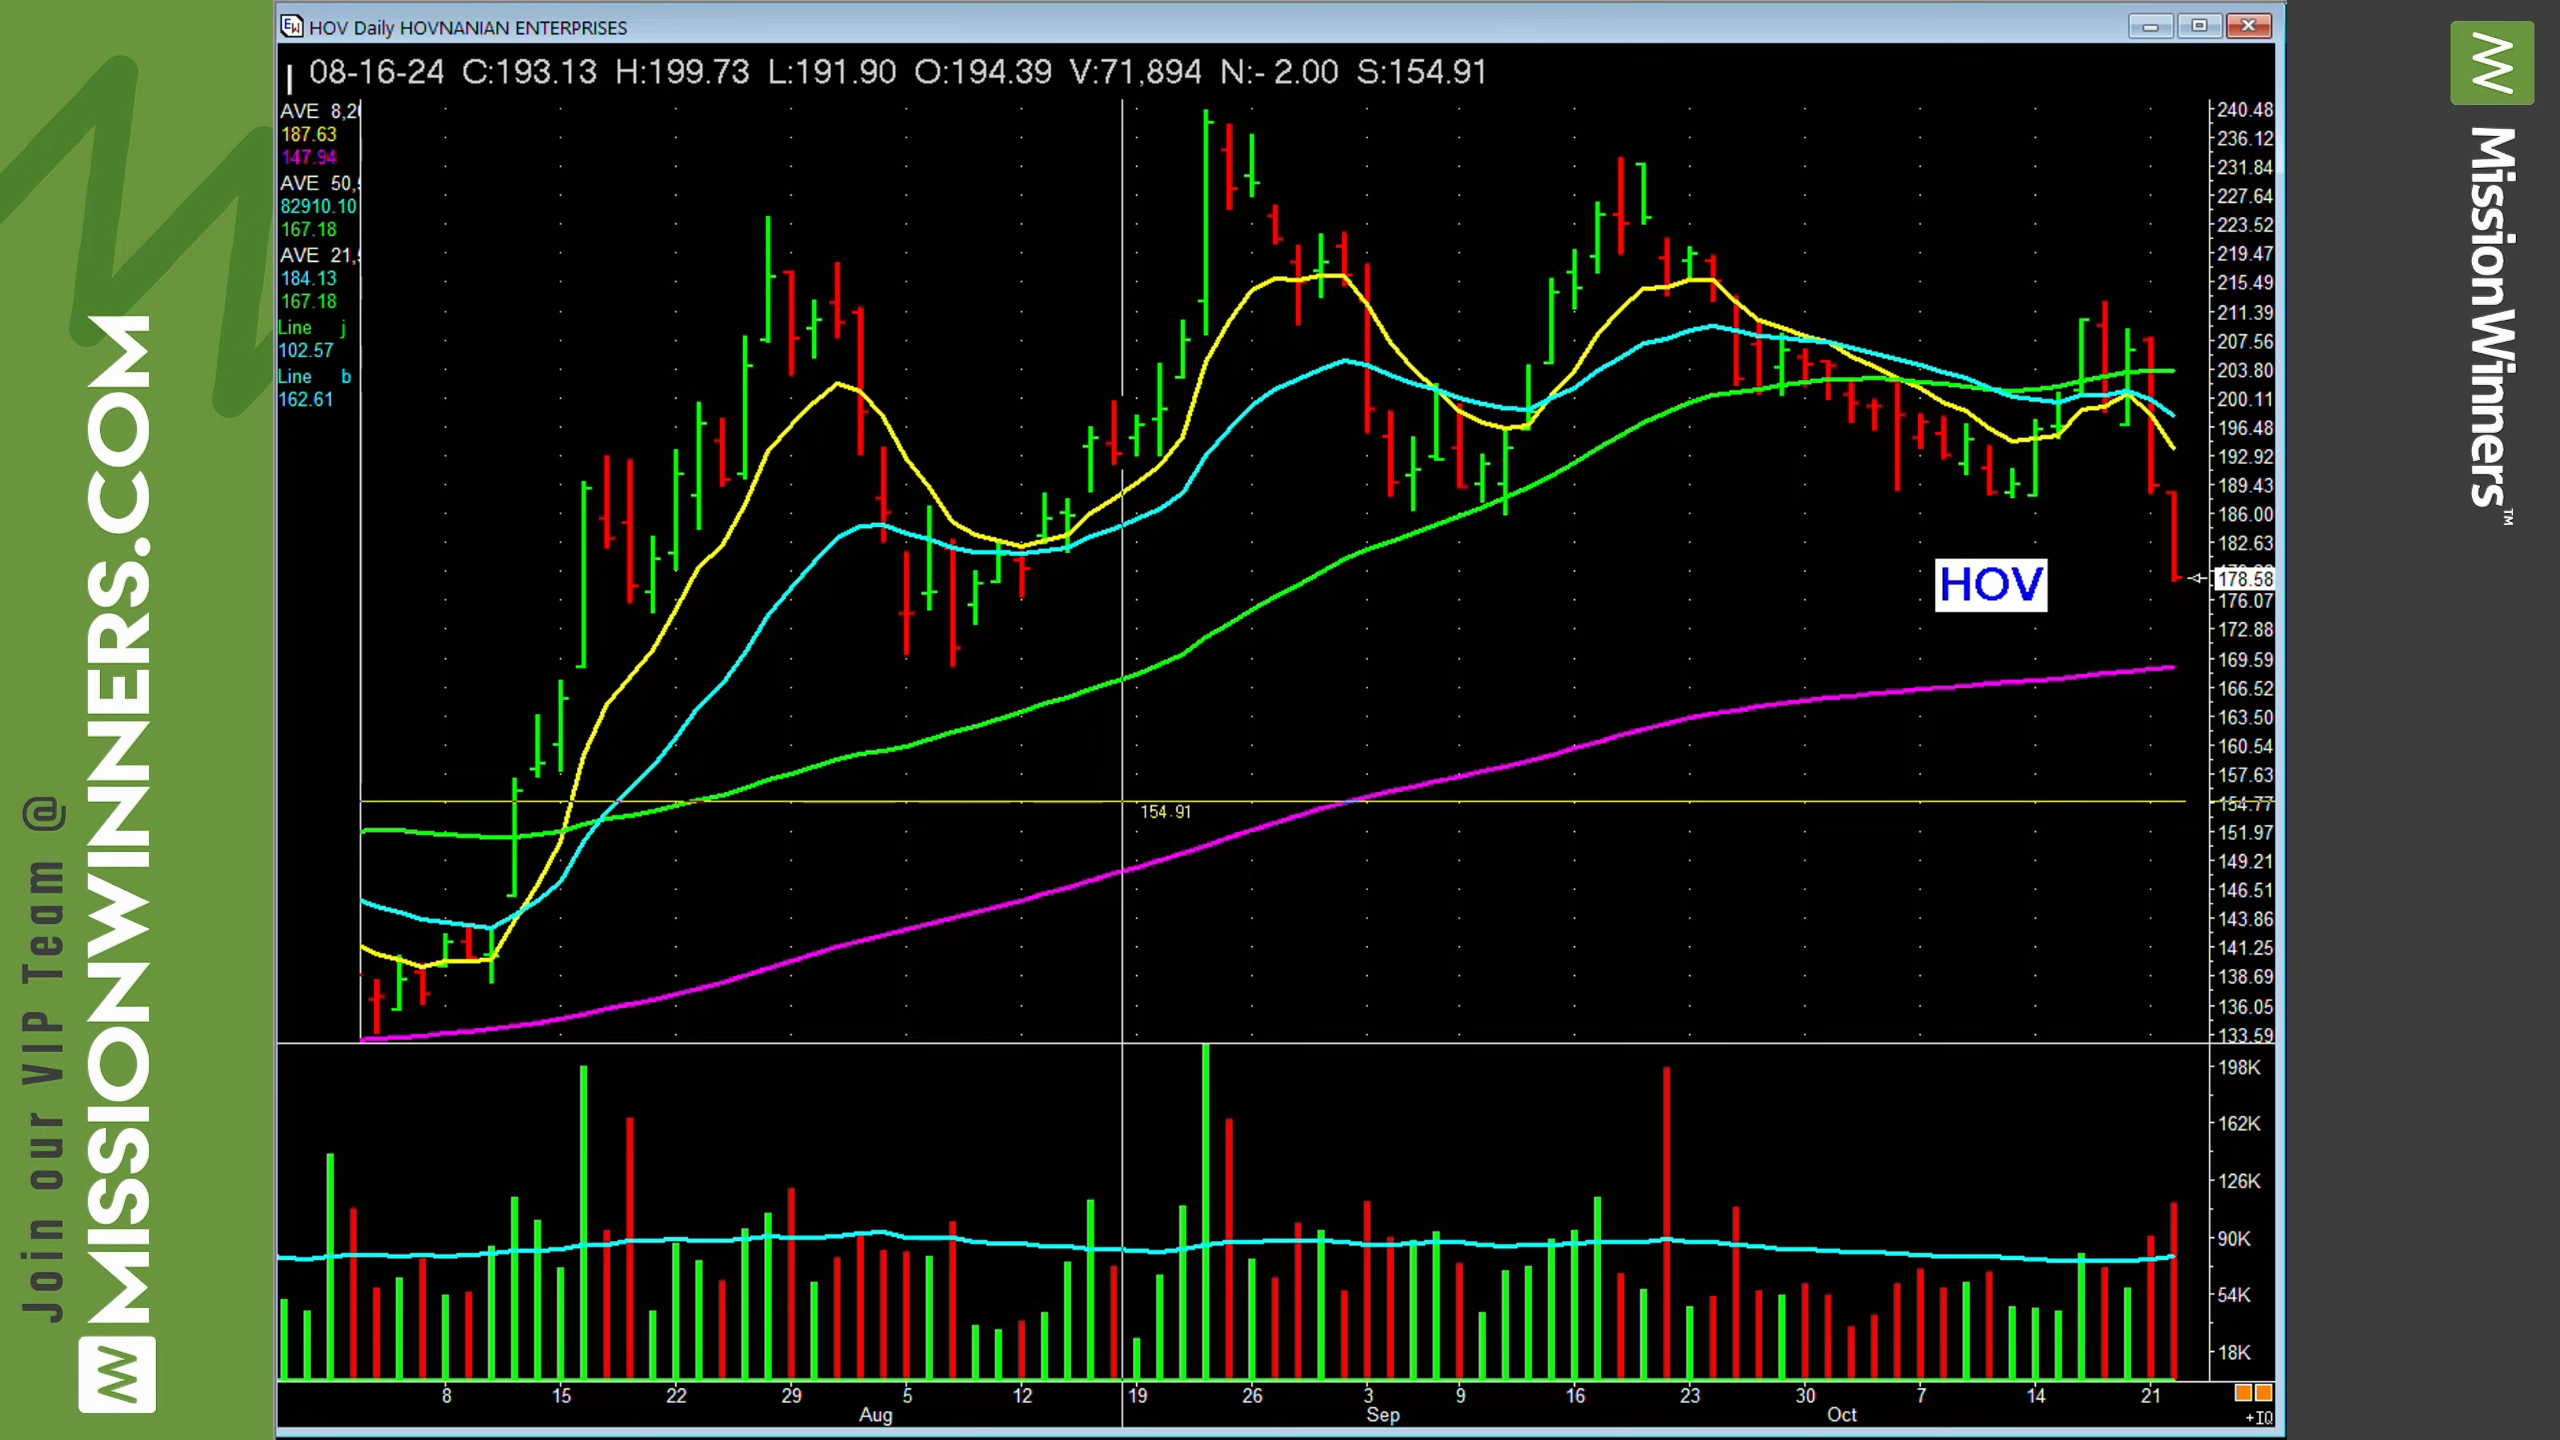 Join our VIP Team @
MISSIONWINNERS.COM
HOV Daily HOVNANIAN ENTERPRISES
08-16-24 C:193.13 H:199.73 L:191.90 O:194.39 V:71,894 N:- 2.00 S:154.91
AVE 8,2
187.63
147.94
AVE 50,
82910.10
167.18
AVE 21,
184.13
167.18
Line j
102.57
Line b
162.61
154.91
HOV
240.48
236.12
231.84
227.64
223.52
219.47
215.49
211.39
207.56
203.80
200.11
196.48
192.92
189.43
186.00
182.63
178.58
176.07
172.88
169.59
166.52
163.50
160.54
157.63
154.77
151.97
149.21
146.51
143.86
141.25
138.69
136.05
133.59
198K
162K
126K
90K
54K
18K
8 15 22 29 5 12 19 26 3 9 16 23 30 7 14 21
Aug Sep Oct
+IQ
MissionWinners™